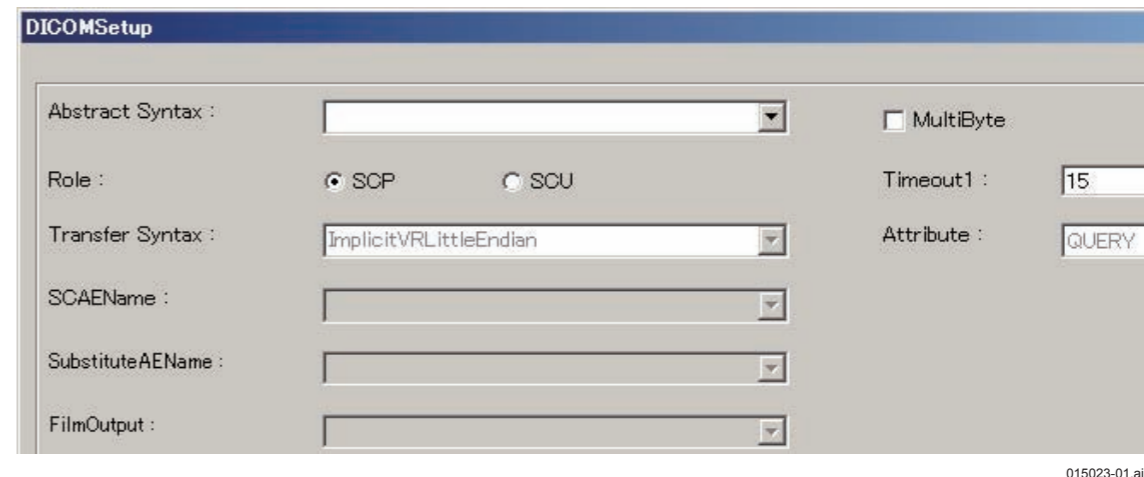 DICOMSetup
Abstract Syntax :
MultiByte
Role :
SCP
SCU
Timeout1 :
15
Transfer Syntax :
ImplicitVRLittleEndian
Attribute :
QUERY
SCAEName :
SubstituteAEName :
FilmOutput :
015023-01.ai